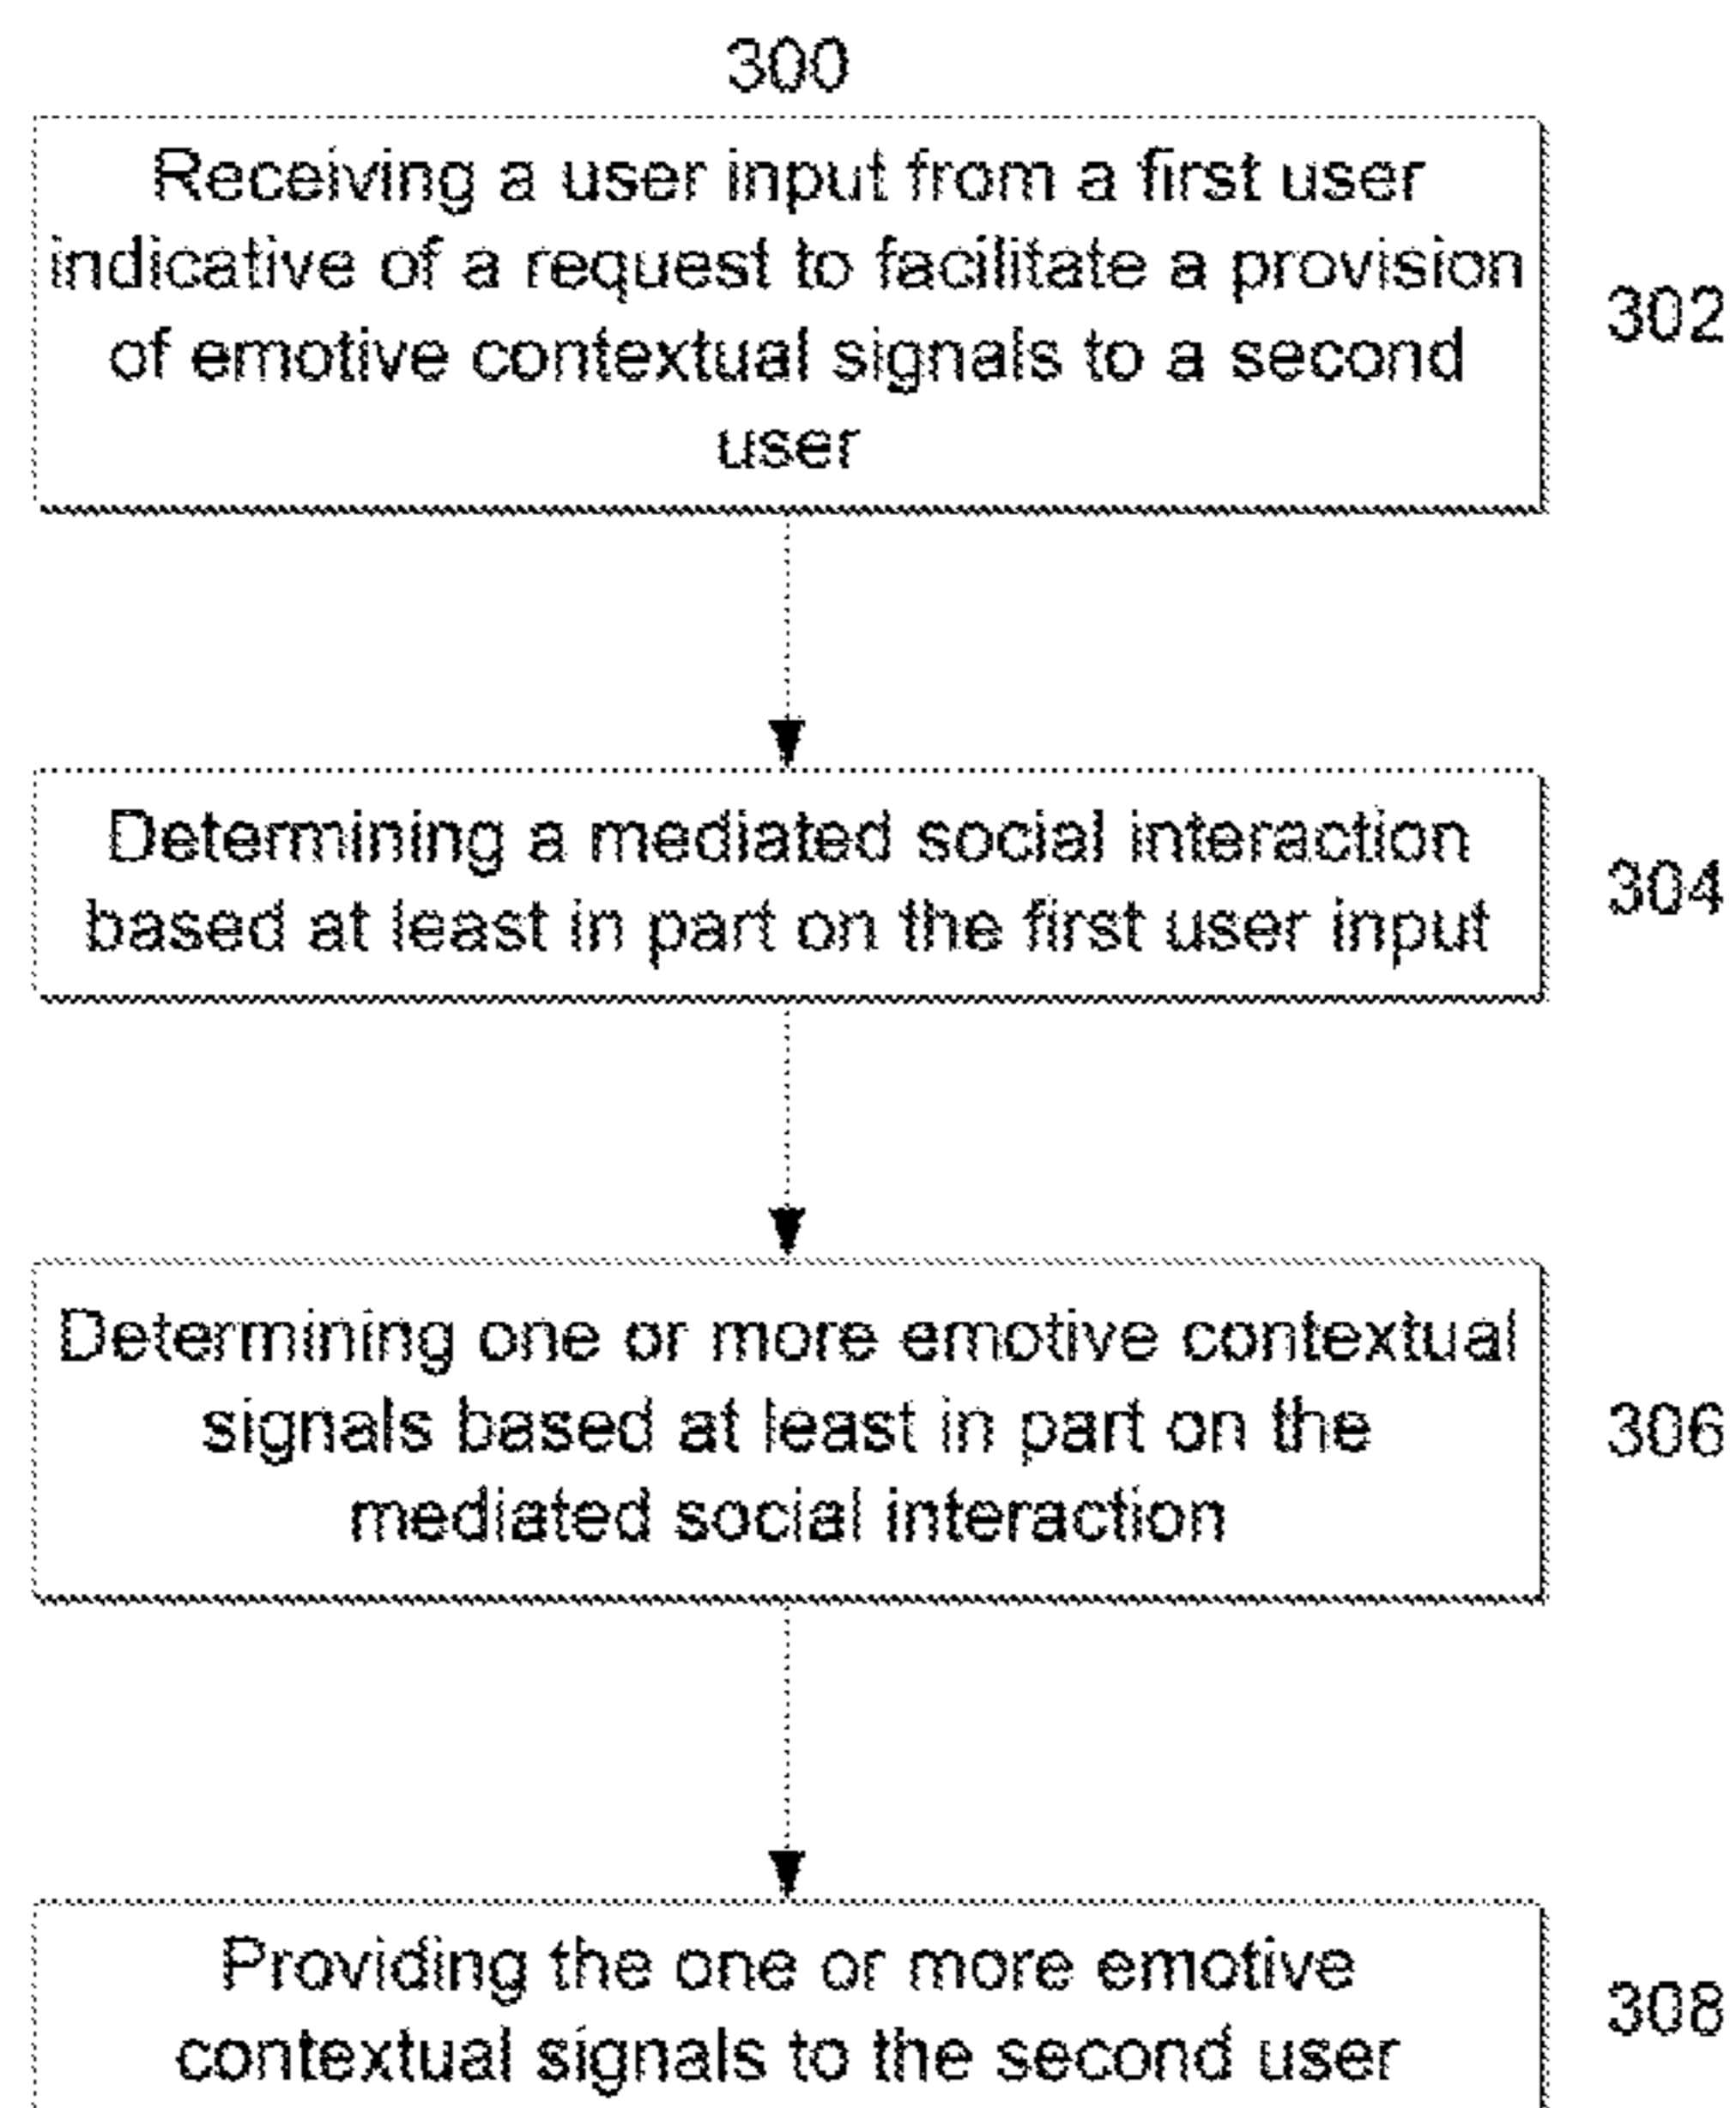 300
Receiving a user input from a first user
indicative of a request to facilitate a provision
of emotive contextual signals to a second
user
302
Determining a mediated social interaction
based at least in part on the first user input
304
Determining one or more emotive contextual
signals based at least in part on the
mediated social interaction
306
Providing the one or more emotive
contextual signals to the second user
308